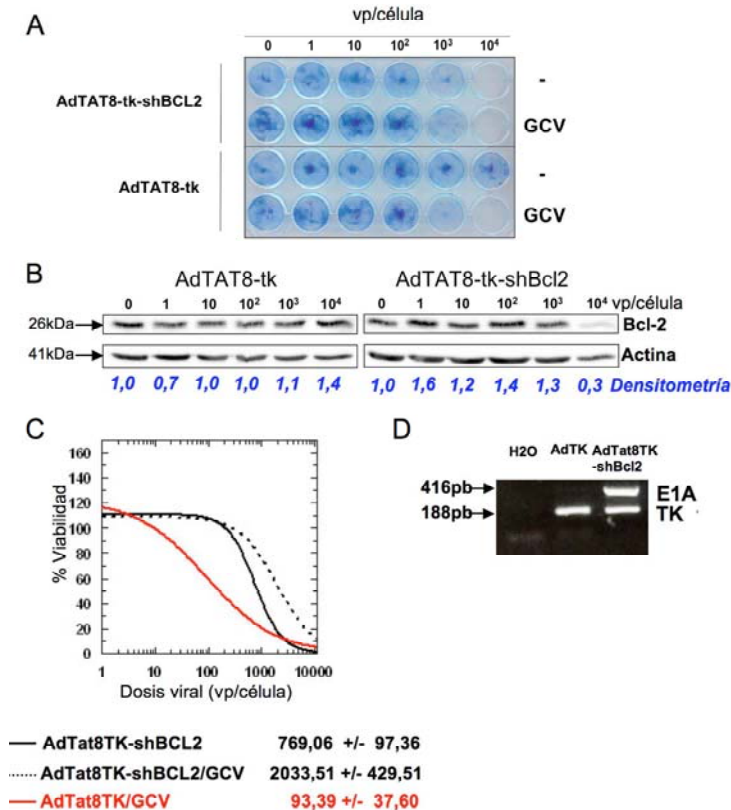 A
vp/célula
0 1 10 10² 10³ 10⁴
AdTAT8-tk-shBCL2
-
GCV
AdTAT8-tk
-
GCV
B
AdTAT8-tk AdTAT8-tk-shBcl2
0 1 10 10² 10³ 10⁴ 0 1 10 10² 10³ 10⁴ vp/célula
26kDa Bcl-2
41kDa Actina
1,0 0,7 1,0 1,0 1,1 1,4 1,0 1,6 1,2 1,4 1,3 0,3 Densitometría
C
% Viabilidad
160
140
120
100
80
60
40
20
0
1 10 100 1000 10000
Dosis viral (vp/célula)
AdTat8TK-shBCL2 769,06 +/- 97,36
AdTat8TK-shBCL2/GCV 2033,51 +/- 429,51
AdTat8TK/GCV 93,39 +/- 37,60
D
H2O AdTK AdTat8TK
-shBcl2
416pb E1A
188pb TK